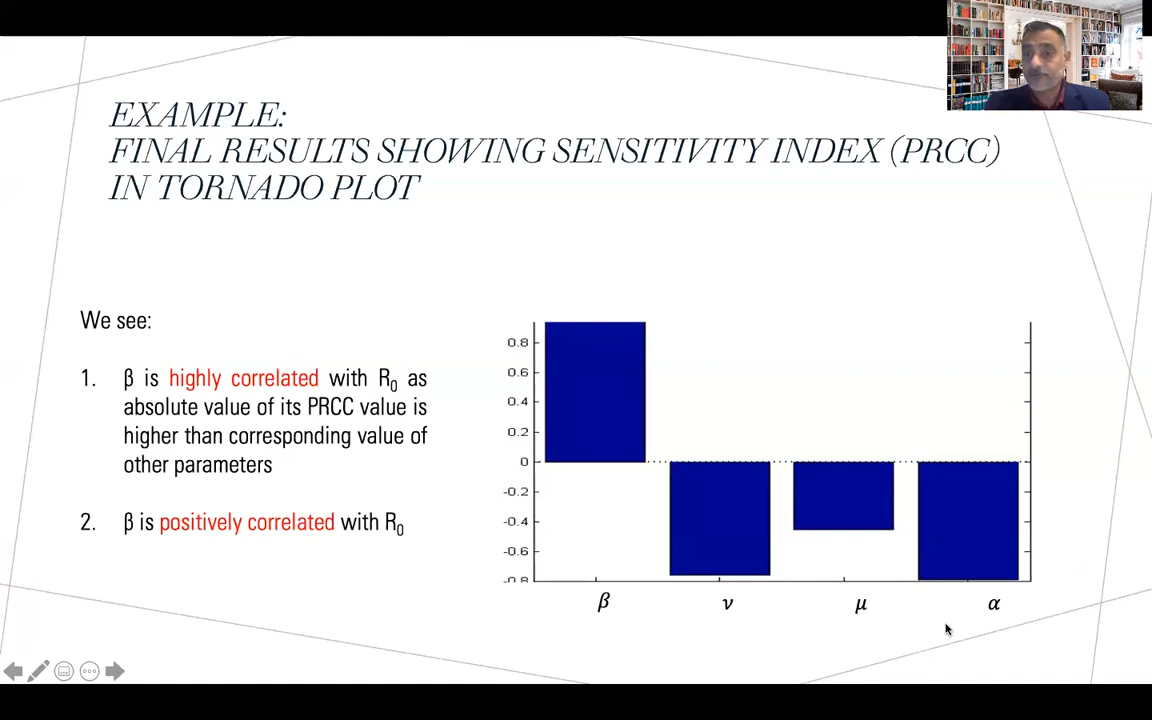 EXAMPLE:
FINAL RESULTS SHOWING SENSITIVITY INDEX (PRCC)
IN TORNADO PLOT
We see:
1. β is highly correlated with R₀ as
absolute value of its PRCC value is
higher than corresponding value of
other parameters
2. β is positively correlated with R₀
0.8
0.6
0.4
0.2
0
-0.2
-0.4
-0.6
-0.8
β ν μ α